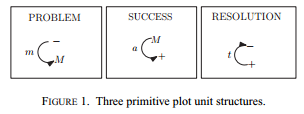 PROBLEM
m
−
M
SUCCESS
a
M
+
RESOLUTION
t
−
+
FIGURE 1. Three primitive plot unit structures.